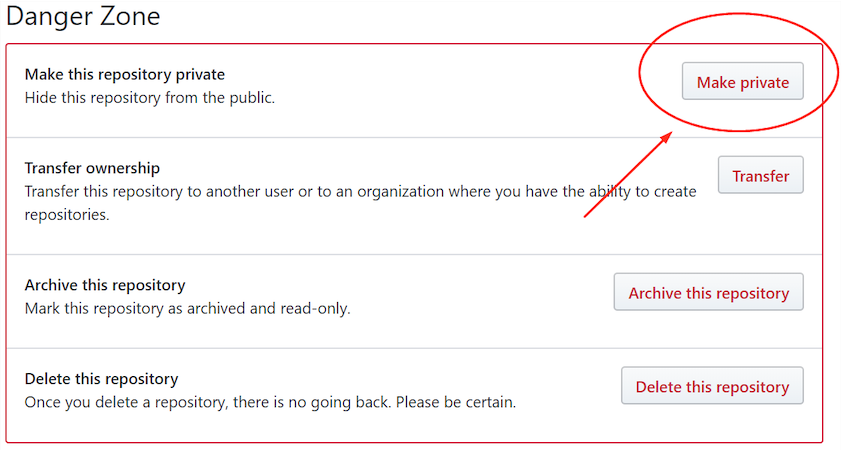 Danger Zone
Make this repository private
Hide this repository from the public.
Make private
Transfer ownership
Transfer this repository to another user or to an organization where you have the ability to create
repositories.
Transfer
Archive this repository
Mark this repository as archived and read-only.
Archive this repository
Delete this repository
Once you delete a repository, there is no going back. Please be certain.
Delete this repository